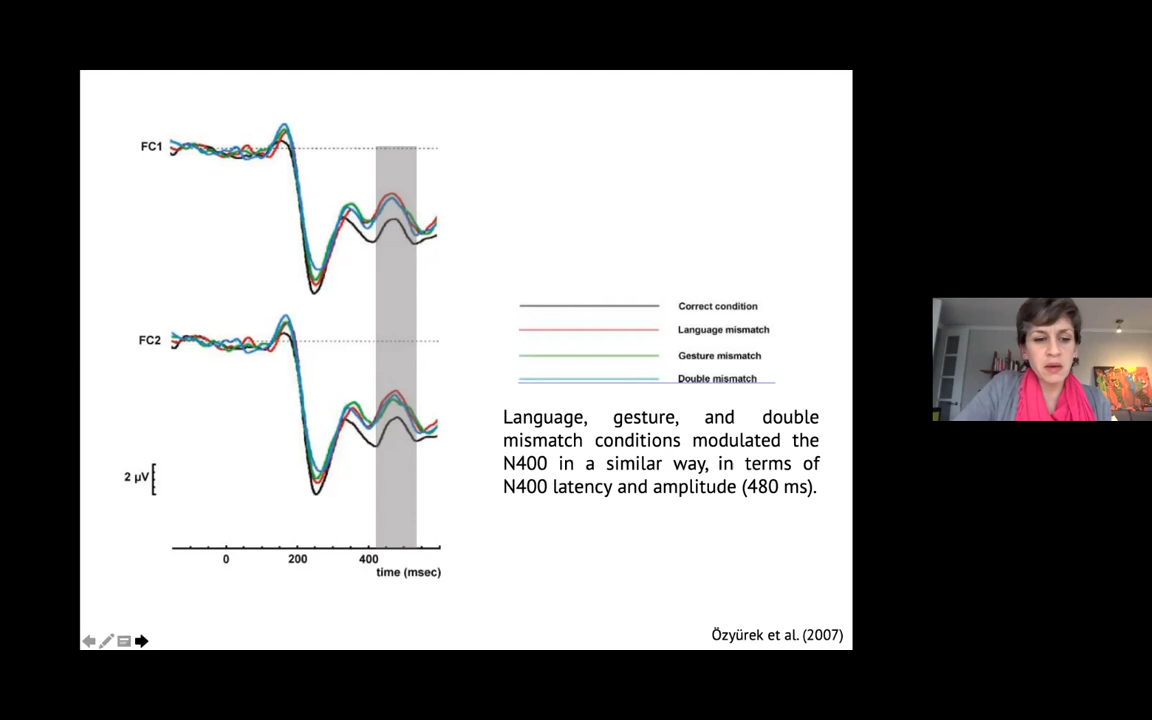 FC1
FC2
2 µV
0 200 400
time (msec)
Correct condition
Language mismatch
Gesture mismatch
Double mismatch
Language, gesture, and double
mismatch conditions modulated the
N400 in a similar way, in terms of
N400 latency and amplitude (480 ms).
Özyürek et al. (2007)